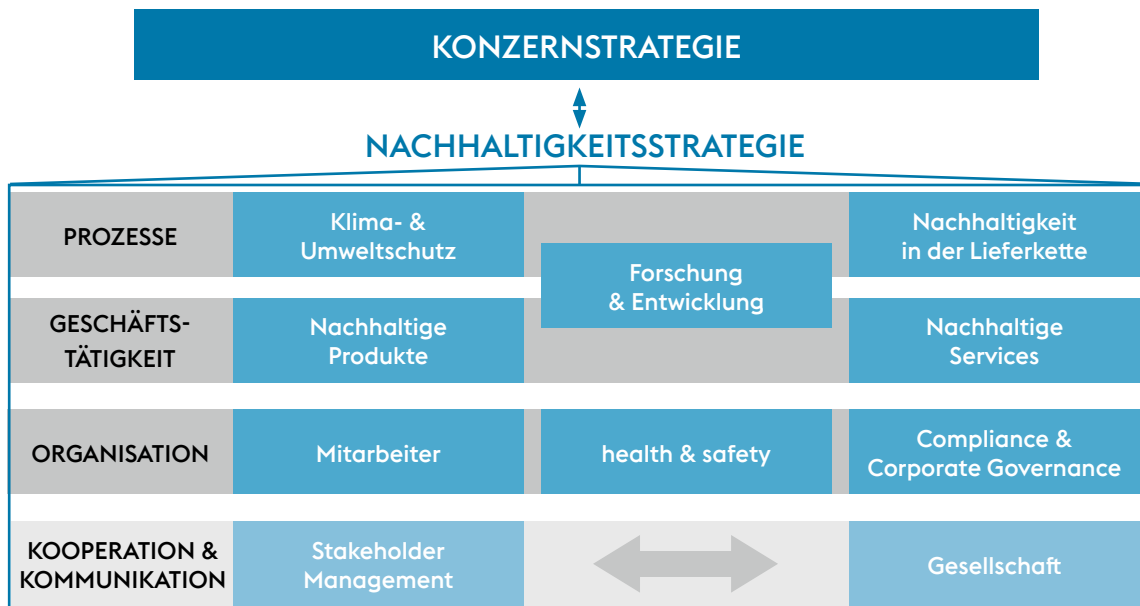 KONZERNSTRATEGIE
NACHHALTIGKEITSSTRATEGIE
PROZESSE
Klima- &
Umweltschutz
Forschung
& Entwicklung
Nachhaltigkeit
in der Lieferkette
GESCHÄFTS-
TÄTIGKEIT
Nachhaltige
Produkte
Nachhaltige
Services
ORGANISATION
Mitarbeiter
health & safety
Compliance &
Corporate Governance
KOOPERATION &
KOMMUNIKATION
Stakeholder
Management
Gesellschaft